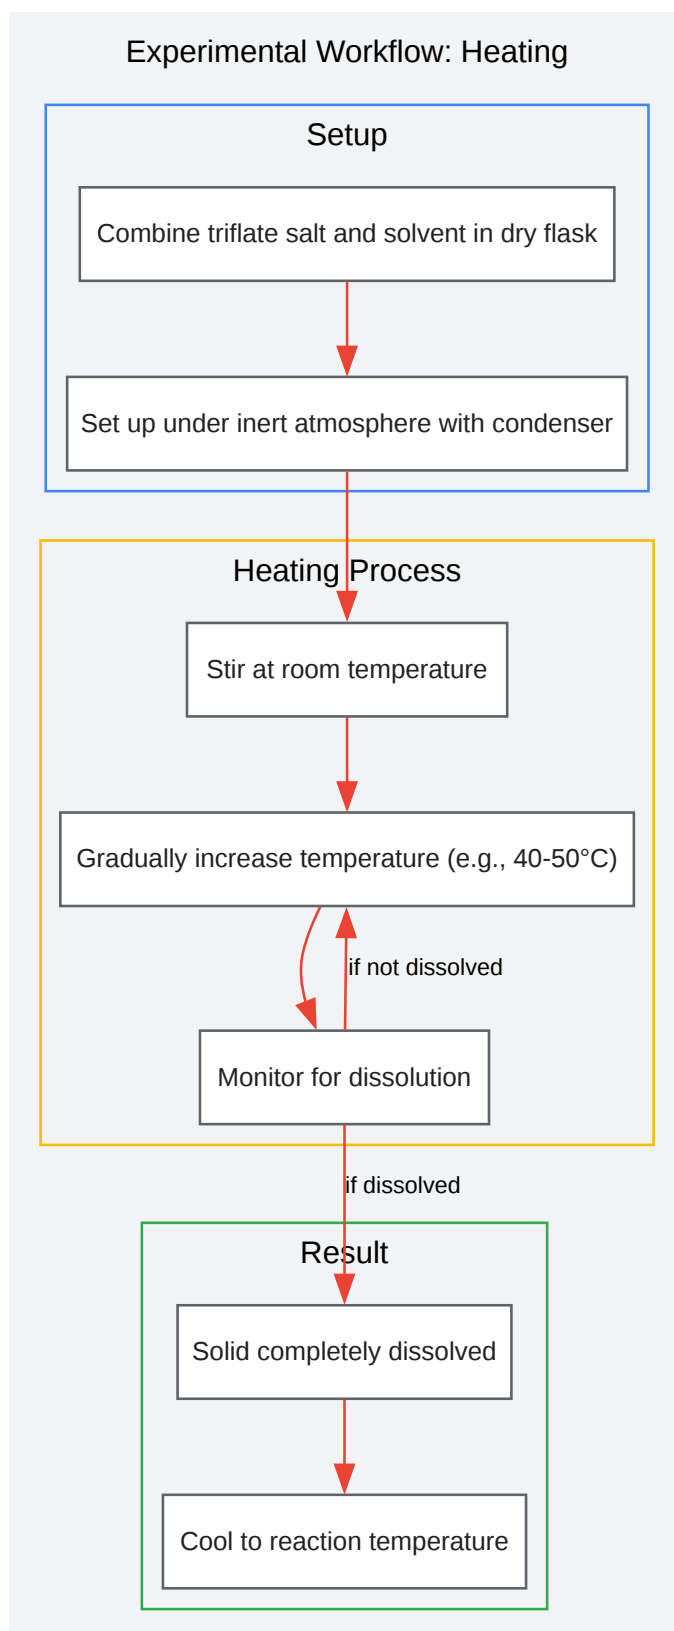 Experimental Workflow: Heating
Setup
Combine triflate salt and solvent in dry flask
Set up under inert atmosphere with condenser
Heating Process
Stir at room temperature
Gradually increase temperature (e.g., 40-50°C)
if not dissolved
Monitor for dissolution
if dissolved
Result
Solid completely dissolved
Cool to reaction temperature